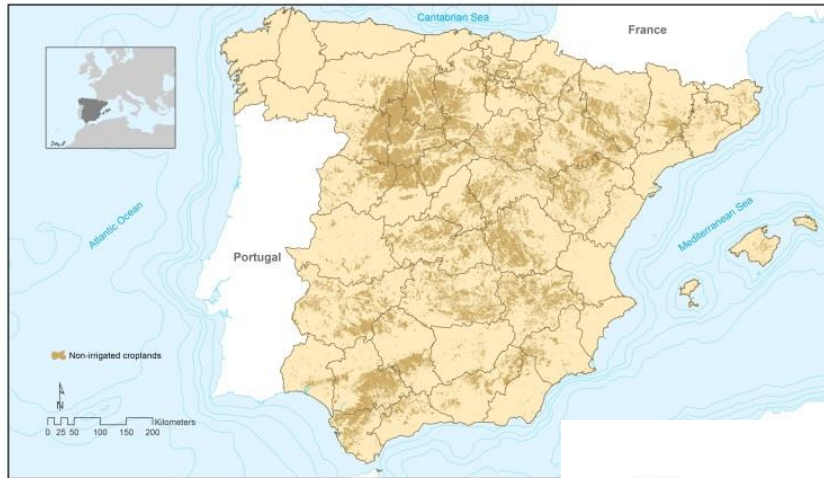 Cantabrian Sea
France
Atlantic Ocean
Portugal
Mediterranean Sea
Non-irrigated croplands
N
Kilometers
0 25 50 100 150 200